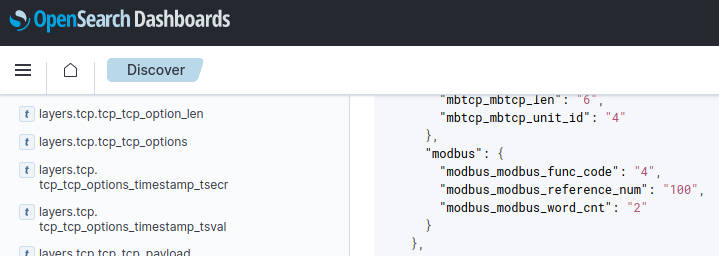 OpenSearch Dashboards
Discover
layers.tcp.tcp_tcp_option_len
layers.tcp.tcp_tcp_options
layers.tcp.
tcp_tcp_options_timestamp_tsecr
layers.tcp.
tcp_tcp_options_timestamp_tsval
layers.tcp.tcp_tcp_payload
"mbtcp_mbtcp_len": "6",
"mbtcp_mbtcp_unit_id": "4"
},
"modbus": {
"modbus_modbus_func_code": "4",
"modbus_modbus_reference_num": "100",
"modbus_modbus_word_cnt": "2"
}
},